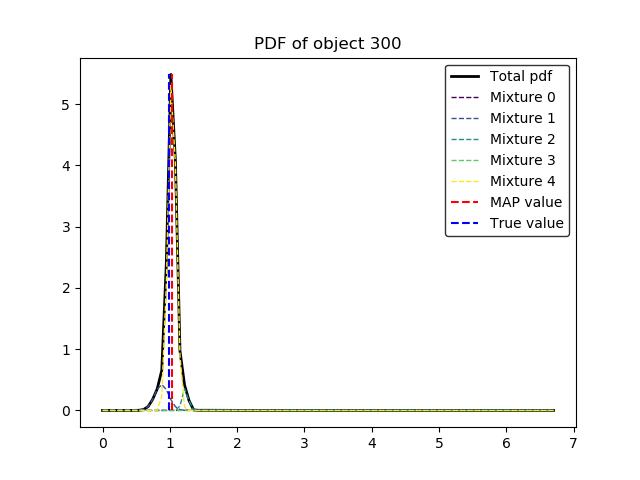 PDF of object 300
Total pdf
Mixture 0
Mixture 1
Mixture 2
Mixture 3
Mixture 4
MAP value
True value
5
4
3
2
1
0
0 1 2 3 4 5 6 7